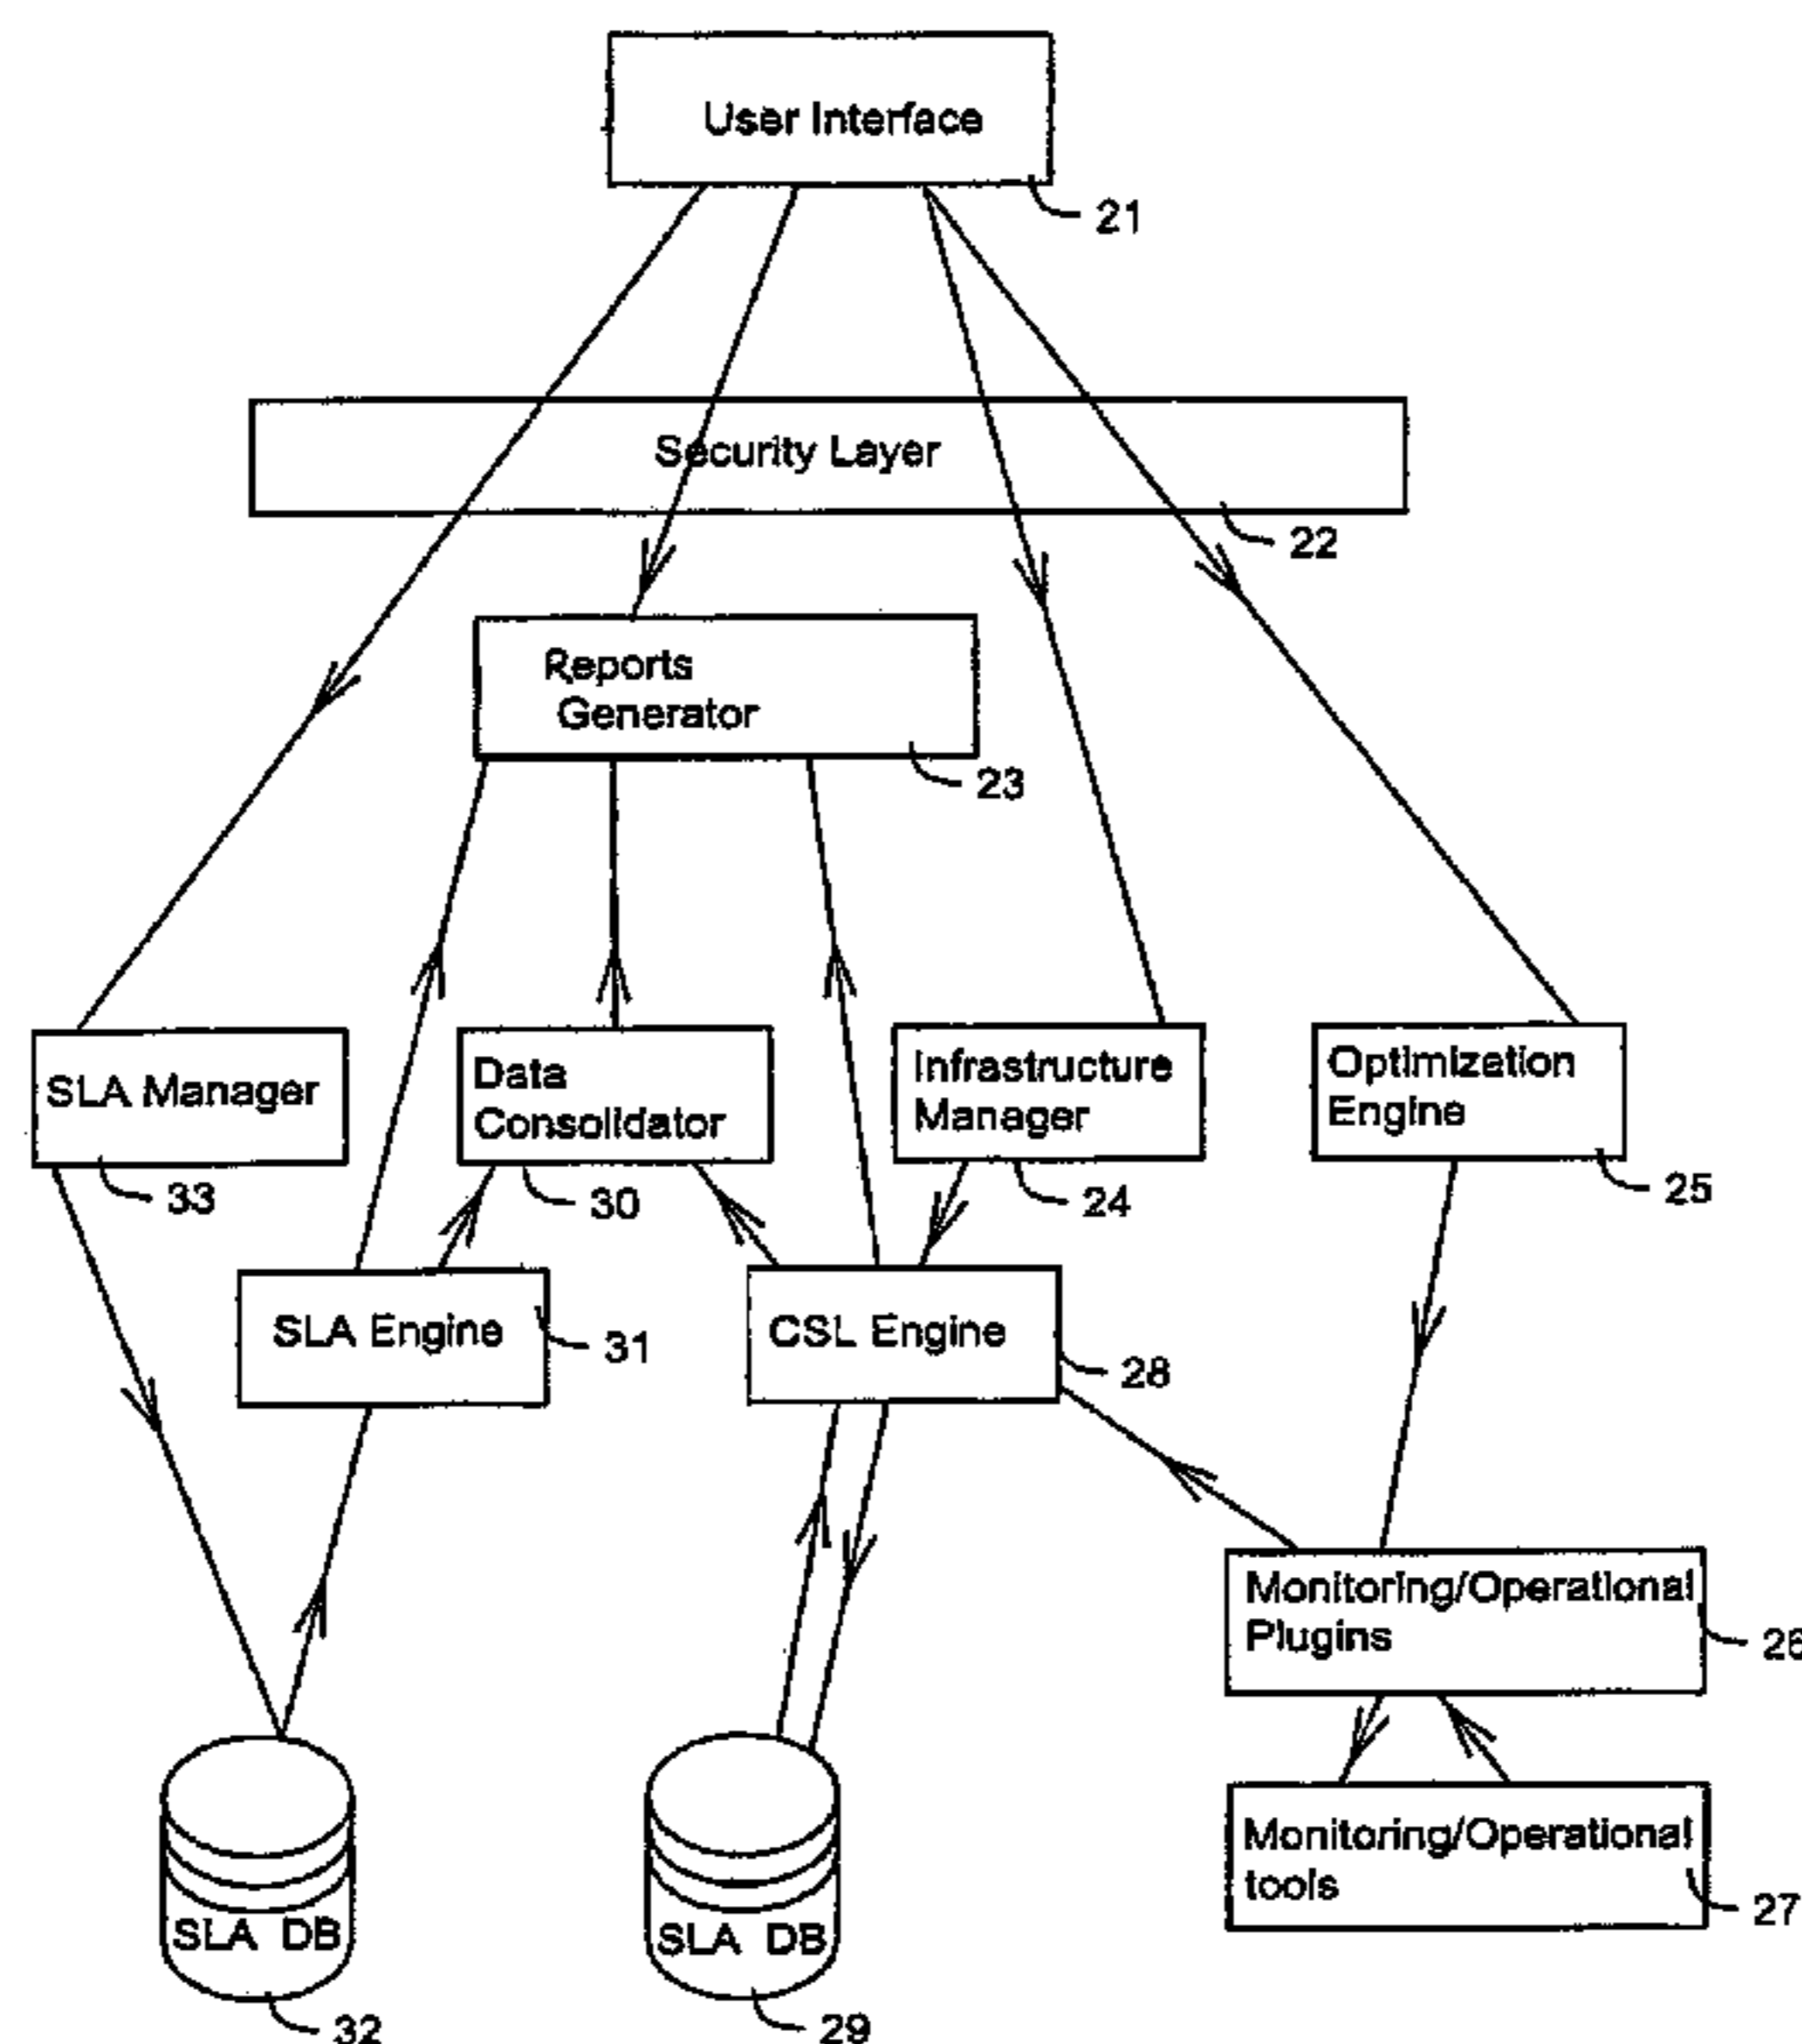 User Interface
21
Security Layer
22
Reports
Generator
23
SLA Manager
33
Data
Consolidator
30
Infrastructure
Manager
24
Optimization
Engine
25
SLA Engine
31
CSL Engine
28
Monitoring/Operational
Plugins
26
Monitoring/Operational
tools
27
SLA DB
32
SLA DB
29